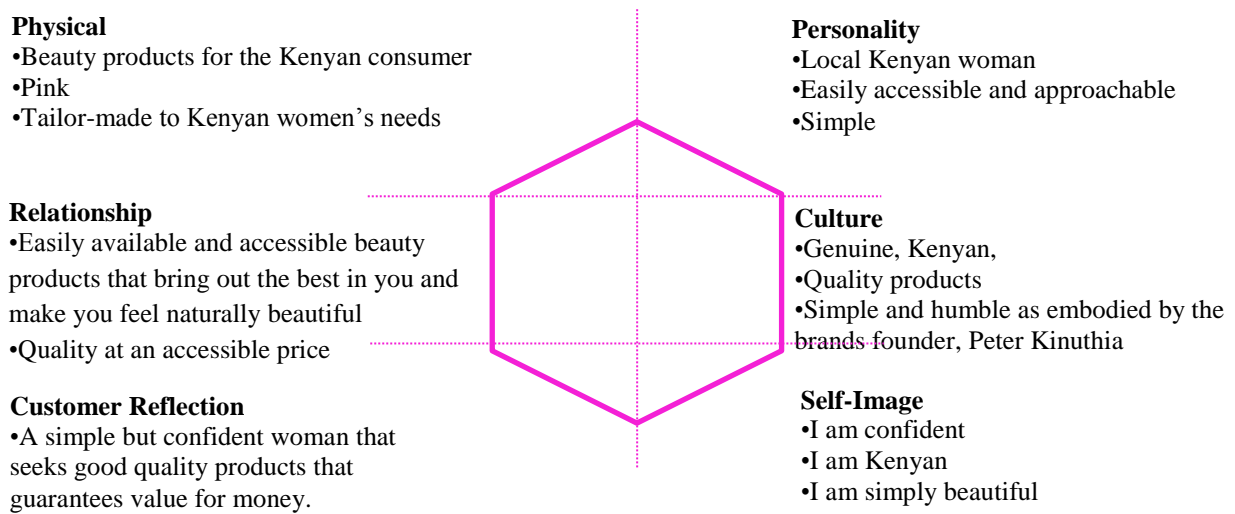 Physical
•Beauty products for the Kenyan consumer
•Pink
•Tailor-made to Kenyan women’s needs
Personality
•Local Kenyan woman
•Easily accessible and approachable
•Simple
Relationship
•Easily available and accessible beauty
products that bring out the best in you and
make you feel naturally beautiful
•Quality at an accessible price
Culture
•Genuine, Kenyan,
•Quality products
•Simple and humble as embodied by the
brands founder, Peter Kinuthia
Customer Reflection
•A simple but confident woman that
seeks good quality products that
guarantees value for money.
Self-Image
•I am confident
•I am Kenyan
•I am simply beautiful